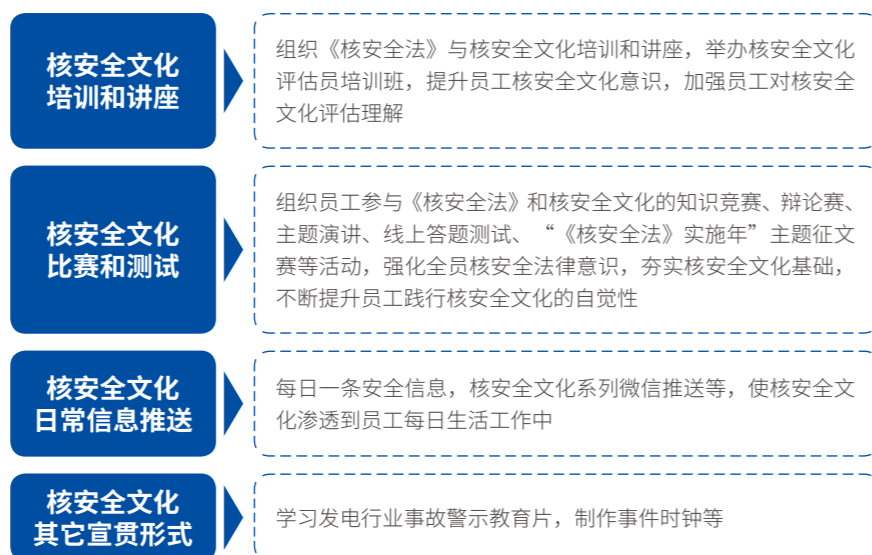 核安全文化
培训和讲座
组织《核安全法》与核安全文化培训和讲座，举办核安全文化
评估员培训班，提升员工核安全文化意识，加强员工对核安全
文化评估理解
核安全文化
比赛和测试
组织员工参与《核安全法》和核安全文化的知识竞赛、辩论赛、
主题演讲、线上答题测试、“《核安全法》实施年”主题征文
赛等活动，强化全员核安全法律意识，夯实核安全文化基础，
不断提升员工践行核安全文化的自觉性
核安全文化
日常信息推送
每日一条安全信息，核安全文化系列微信推送等，使核安全文
化渗透到员工每日生活工作中
核安全文化
其它宣贯形式
学习发电行业事故警示教育片，制作事件时钟等